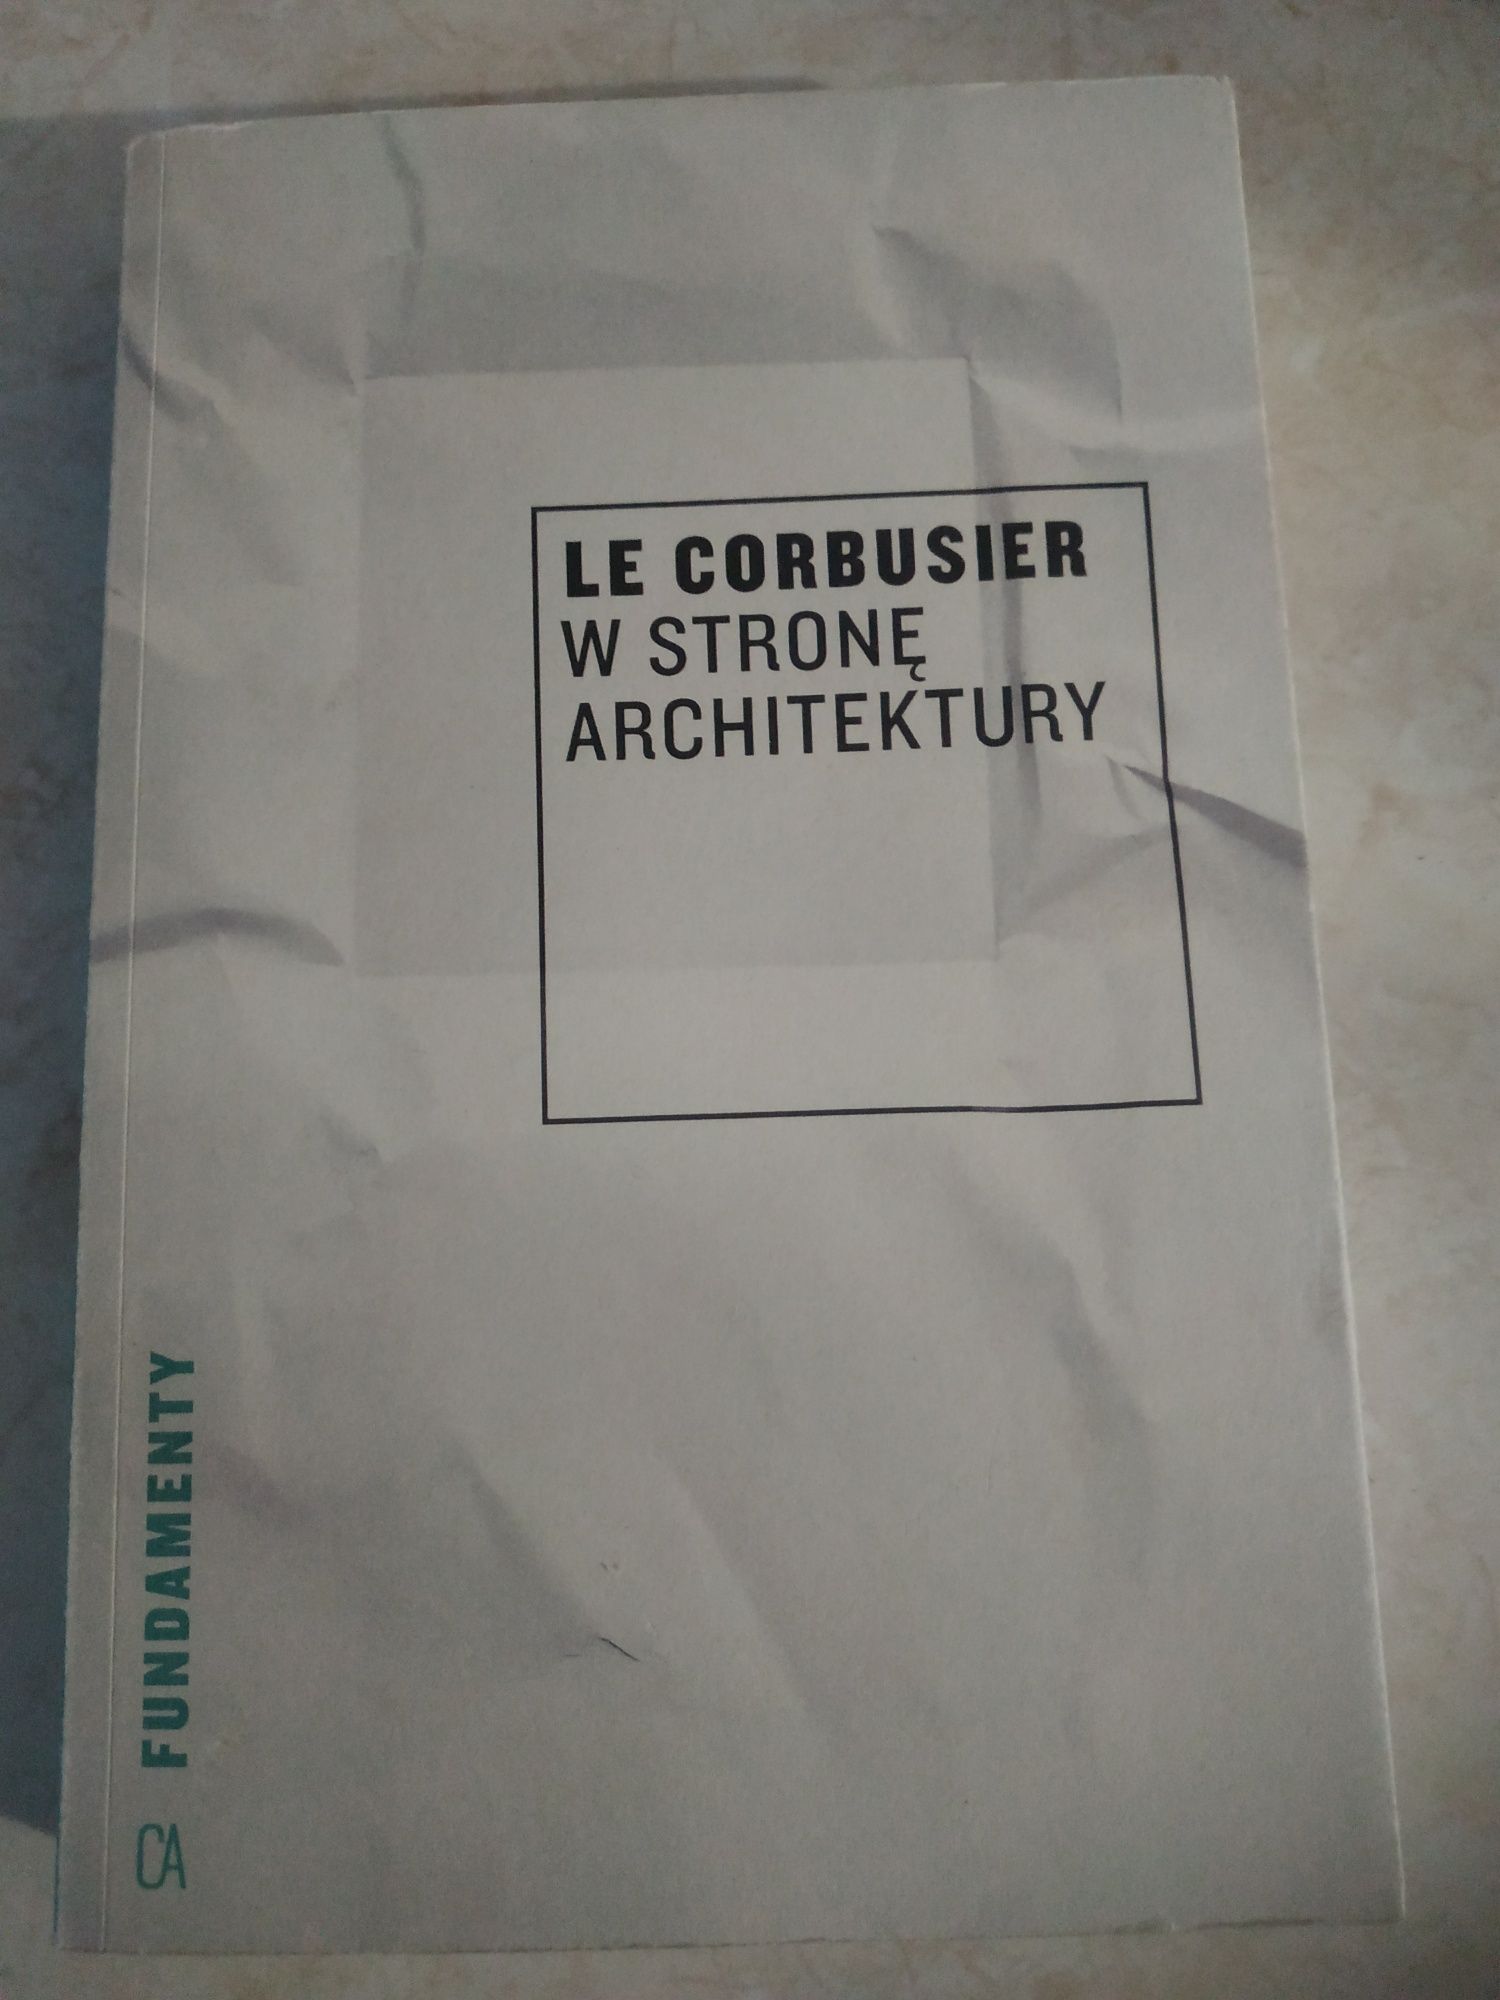 LE CORBUSIER
W STRONĘ
ARCHITEKTURY
FUNDAMENTY
CA